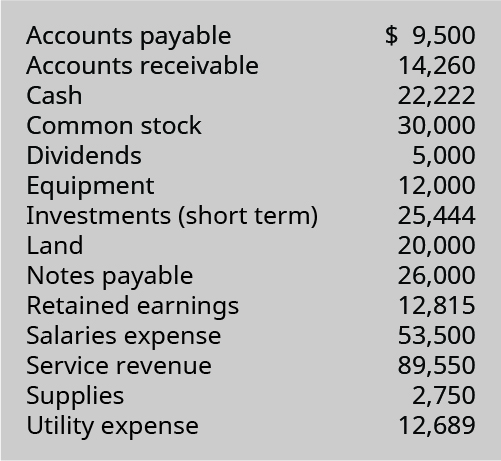 Accounts payable $ 9,500
Accounts receivable 14,260
Cash 22,222
Common stock 30,000
Dividends 5,000
Equipment 12,000
Investments (short term) 25,444
Land 20,000
Notes payable 26,000
Retained earnings 12,815
Salaries expense 53,500
Service revenue 89,550
Supplies 2,750
Utility expense 12,689